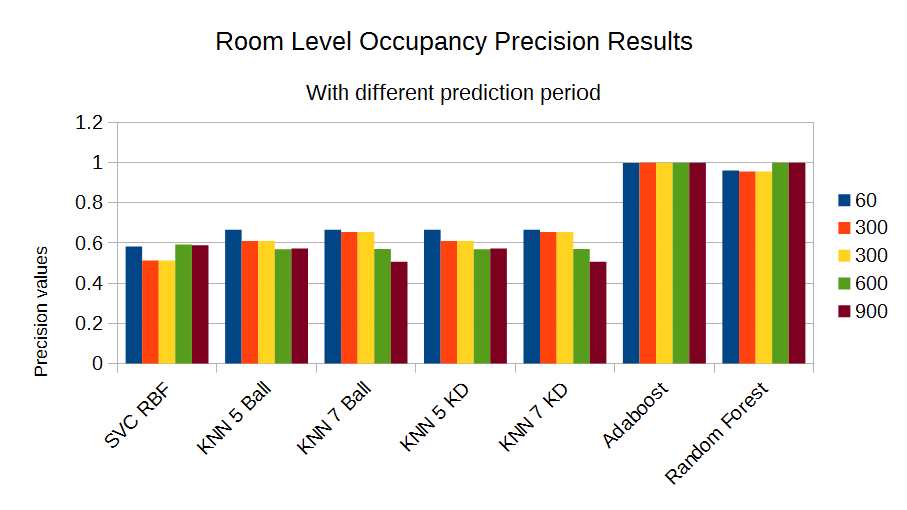 Room Level Occupancy Precision Results
With different prediction period
1.2
1
0.8
0.6
0.4
0.2
0
Precision values
SVC RBF
KNN 5 Ball
KNN 7 Ball
KNN 5 KD
KNN 7 KD
Adaboost
Random Forest
60
300
300
600
900